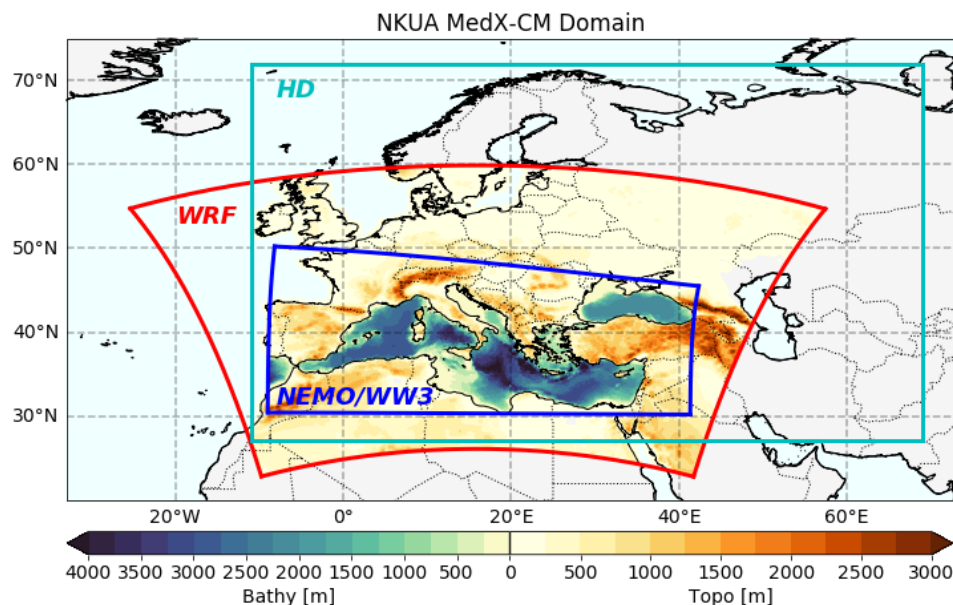 NKUA MedX-CM Domain
70°N
HD
60°N
WRF
50°N
40°N
NEMO/WW3
30°N
20°W 0° 20°E 40°E 60°E
4000 3500 3000 2500 2000 1500 1000 500 0 500 1000 1500 2000 2500 3000
Bathy [m] Topo [m]